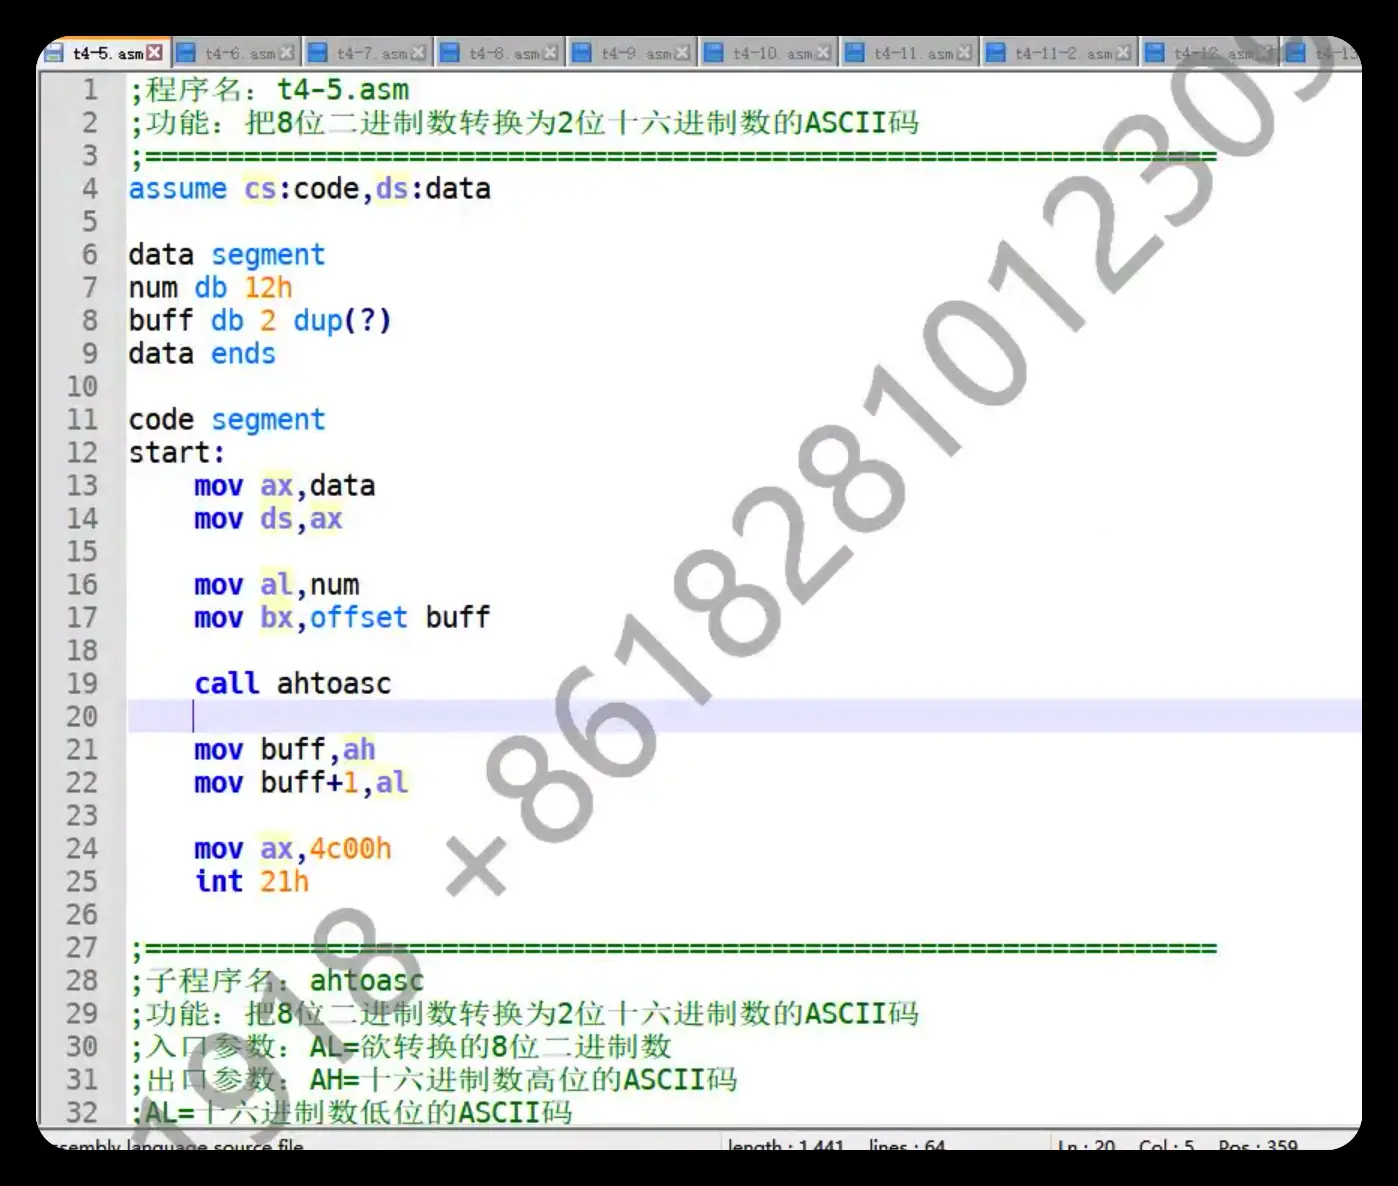 t4-5.asm t4-6.asm t4-7.asm t4-8.asm t4-9.asm t4-10.asm t4-11.asm t4-11-2.asm t4-12.asm t4-13
1 ;程序名：t4-5.asm
2 ;功能：把8位二进制数转换为2位十六进制数的ASCII码
3 ;=================================================================
4 assume cs:code,ds:data
5
6 data segment
7 num db 12h
8 buff db 2 dup(?)
9 data ends
10
11 code segment
12 start:
13 mov ax,data
14 mov ds,ax
15
16 mov al,num
17 mov bx,offset buff
18
19 call ahtoasc
20
21 mov buff,ah
22 mov buff+1,al
23
24 mov ax,4c00h
25 int 21h
26
27 ;=================================================================
28 ;子程序名：ahtoasc
29 ;功能：把8位二进制数转换为2位十六进制数的ASCII码
30 ;入口参数：AL=欲转换的8位二进制数
31 ;出口参数：AH=十六进制数高位的ASCII码
32 ;AL=十六进制数低位的ASCII码
ssembly language source file length : 1,441 lines : 64 Ln : 20 Col : 5 Pos : 359
1918 +8618281012309